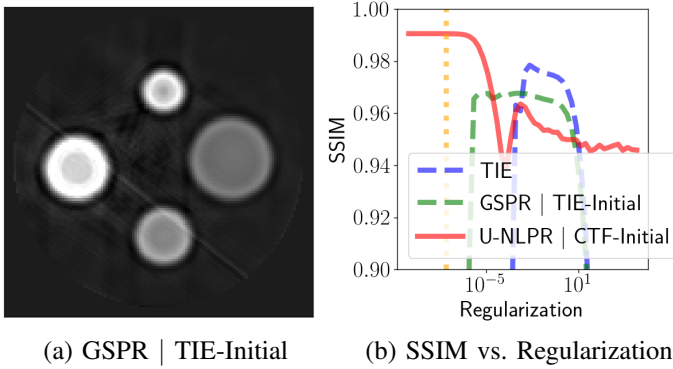 1.00
0.98
0.96
0.94
0.92
0.90
SSIM
TIE
GSPR | TIE-Initial
U-NLPR | CTF-Initial
10^{-5}
10^{1}
Regularization
(a) GSPR | TIE-Initial
(b) SSIM vs. Regularization